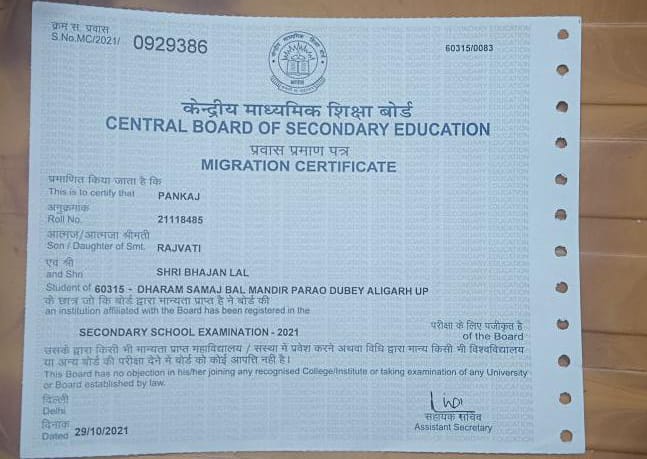 क्रम स. प्रवास
S.No.MC/2021/ 0929386
60315/0083
भारत
केन्द्रीय माध्यमिक शिक्षा बोर्ड
CENTRAL BOARD OF SECONDARY EDUCATION
प्रवास प्रमाण पत्र
MIGRATION CERTIFICATE
प्रमाणित किया जाता है कि
This is to certify that PANKAJ
अनुक्रमांक
Roll No. 21118485
आत्मज/आत्मजा श्रीमती
Son / Daughter of Smt. RAJVATI
एवं श्री
and Shri SHRI BHAJAN LAL
Student of 60315 - DHARAM SAMAJ BAL MANDIR PARAO DUBEY ALIGARH UP
के छात्र जो कि बोर्ड द्वारा मान्यता प्राप्त है ने बोर्ड की
an institution affiliated with the Board has been registered in the
SECONDARY SCHOOL EXAMINATION - 2021
परीक्षा के लिए पंजीकृत है
of the Board
उसके द्वारा किसी भी मान्यता प्राप्त महाविद्यालय / संस्था में प्रवेश करने अथवा विधि द्वारा मान्य किसी भी विश्वविद्यालय
या अन्य बोर्ड की परीक्षा देने में बोर्ड को कोई आपत्ति नहीं है।
This Board has no objection in his/her joining any recognised College/Institute or taking examination of any University
or Board established by law.
दिल्ली
Delhi
दिनांक
Dated 29/10/2021
सहायक सचिव
Assistant Secretary